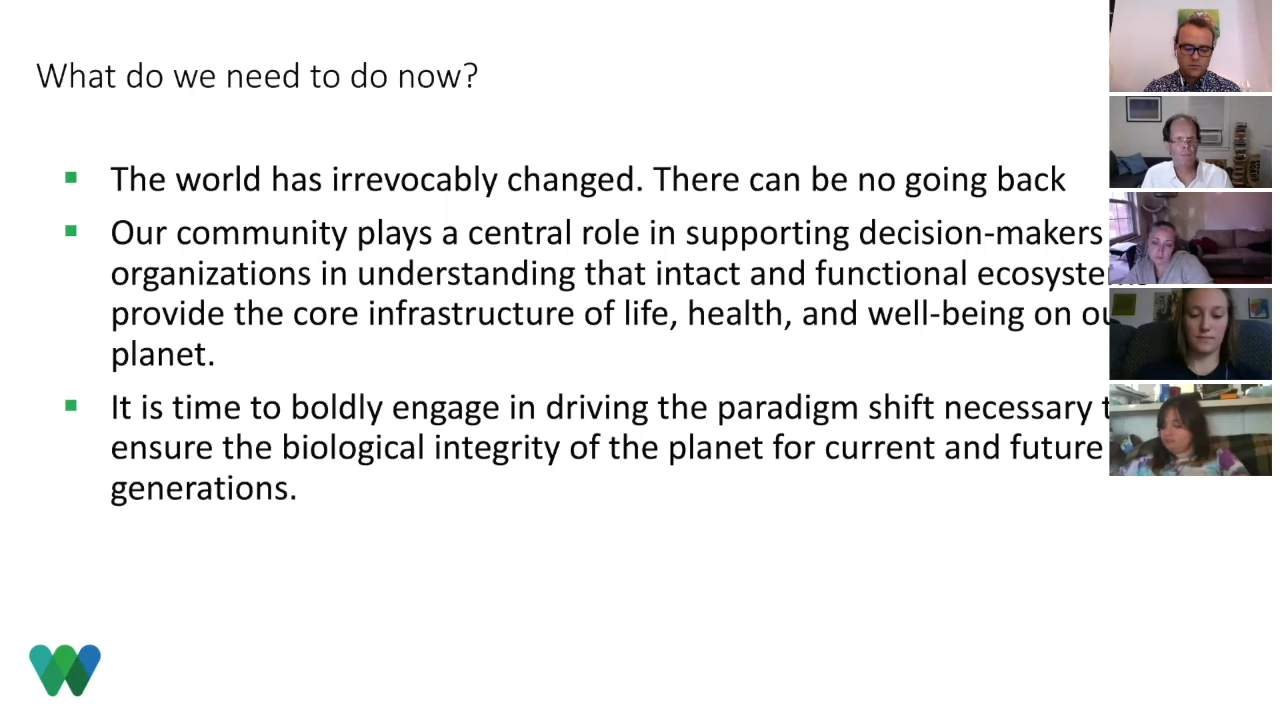 What do we need to do now?
The world has irrevocably changed. There can be no going back
Our community plays a central role in supporting decision-makers
organizations in understanding that intact and functional
provide the core infrastructure of life, health, and well-being on
planet.
It is time to boldly engage in driving the paradigm shift necessary
ensure the biological integrity of the planet for current and future
generations.